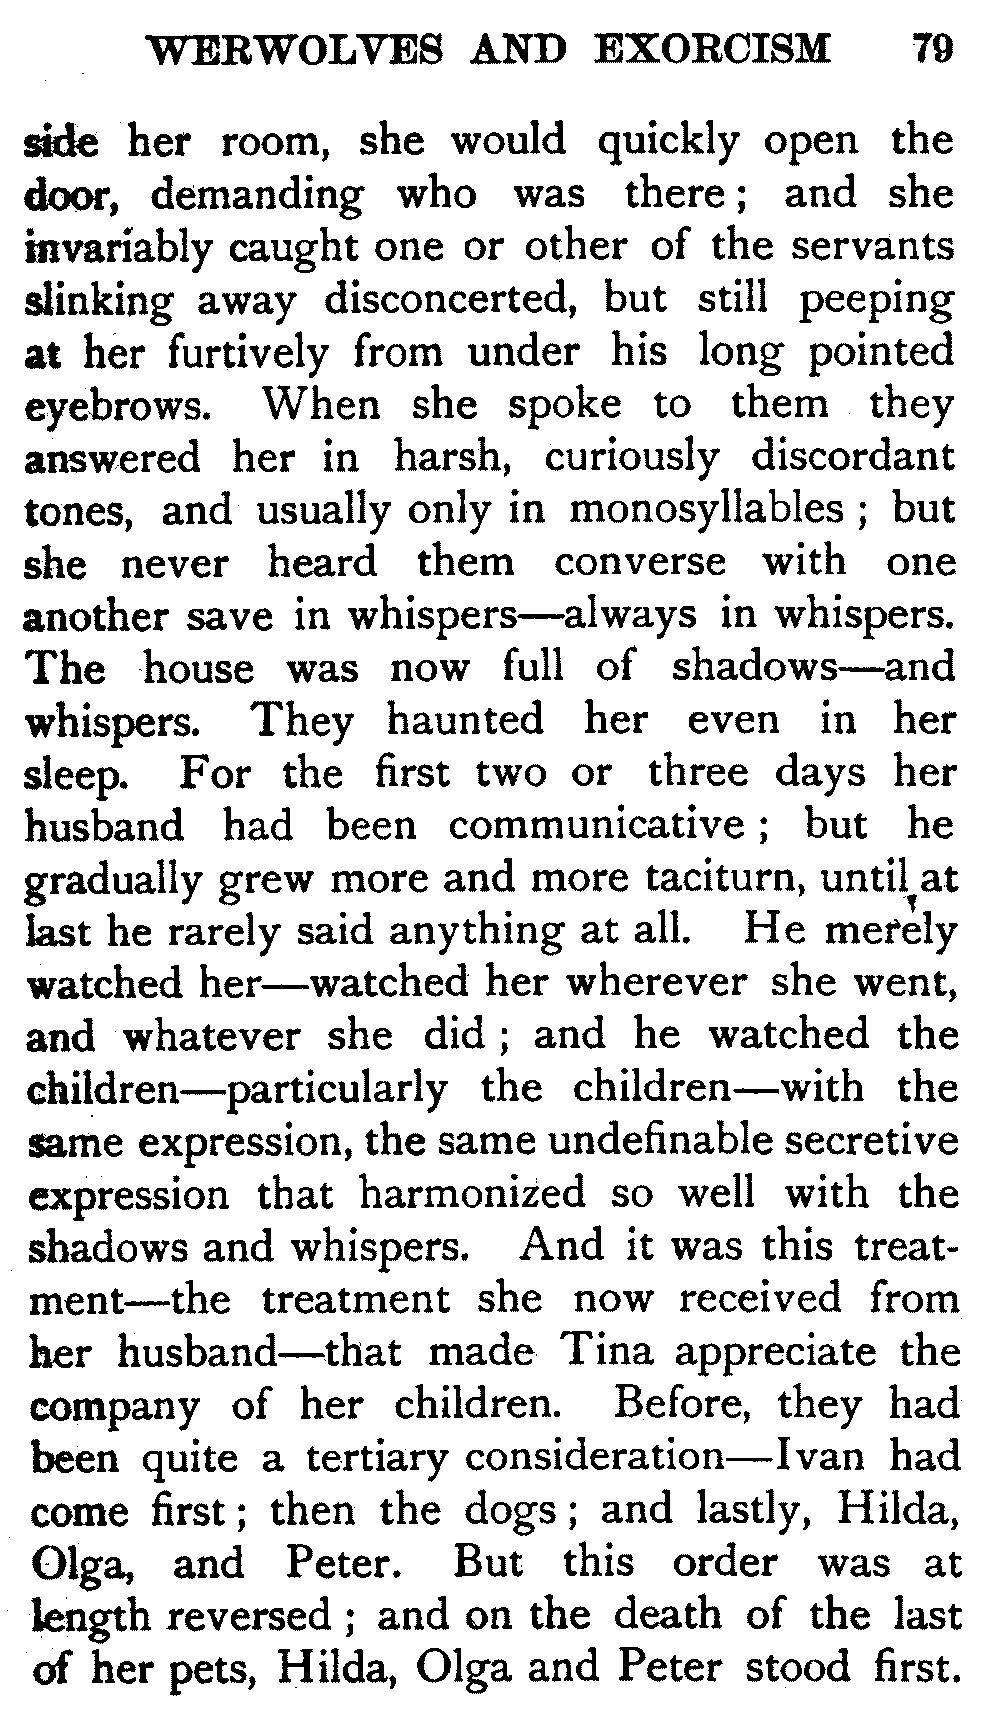 WERWOLVES AND EXORCISM 79
side her room, she would quickly open the
door, demanding who was there; and she
invariably caught one or other of the servants
slinking away disconcerted, but still peeping
at her furtively from under his long pointed
eyebrows. When she spoke to them they
answered her in harsh, curiously discordant
tones, and usually only in monosyllables; but
she never heard them converse with one
another save in whispers—always in whispers.
The house was now full of shadows—and
whispers. They haunted her even in her
sleep. For the first two or three days her
husband had been communicative; but he
gradually grew more and more taciturn, until at
last he rarely said anything at all. He merely
watched her—watched her wherever she went,
and whatever she did; and he watched the
children—particularly the children—with the
same expression, the same undefinable secretive
expression that harmonized so well with the
shadows and whispers. And it was this treat-
ment—the treatment she now received from
her husband—that made Tina appreciate the
company of her children. Before, they had
been quite a tertiary consideration—Ivan had
come first; then the dogs; and lastly, Hilda,
Olga, and Peter. But this order was at
length reversed; and on the death of the last
of her pets, Hilda, Olga and Peter stood first.